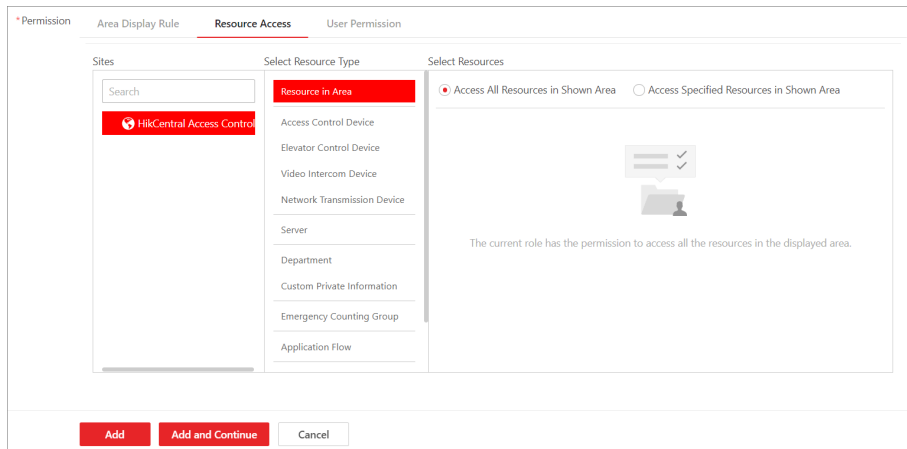 *Permission
Area Display Rule
Resource Access
User Permission
Sites
Select Resource Type
Select Resources
Search
HikCentral Access Control
Resource in Area
Access Control Device
Elevator Control Device
Video Intercom Device
Network Transmission Device
Server
Department
Custom Private Information
Emergency Counting Group
Application Flow
Access All Resources in Shown Area
Access Specified Resources in Shown Area
The current role has the permission to access all the resources in the displayed area.
Add
Add and Continue
Cancel